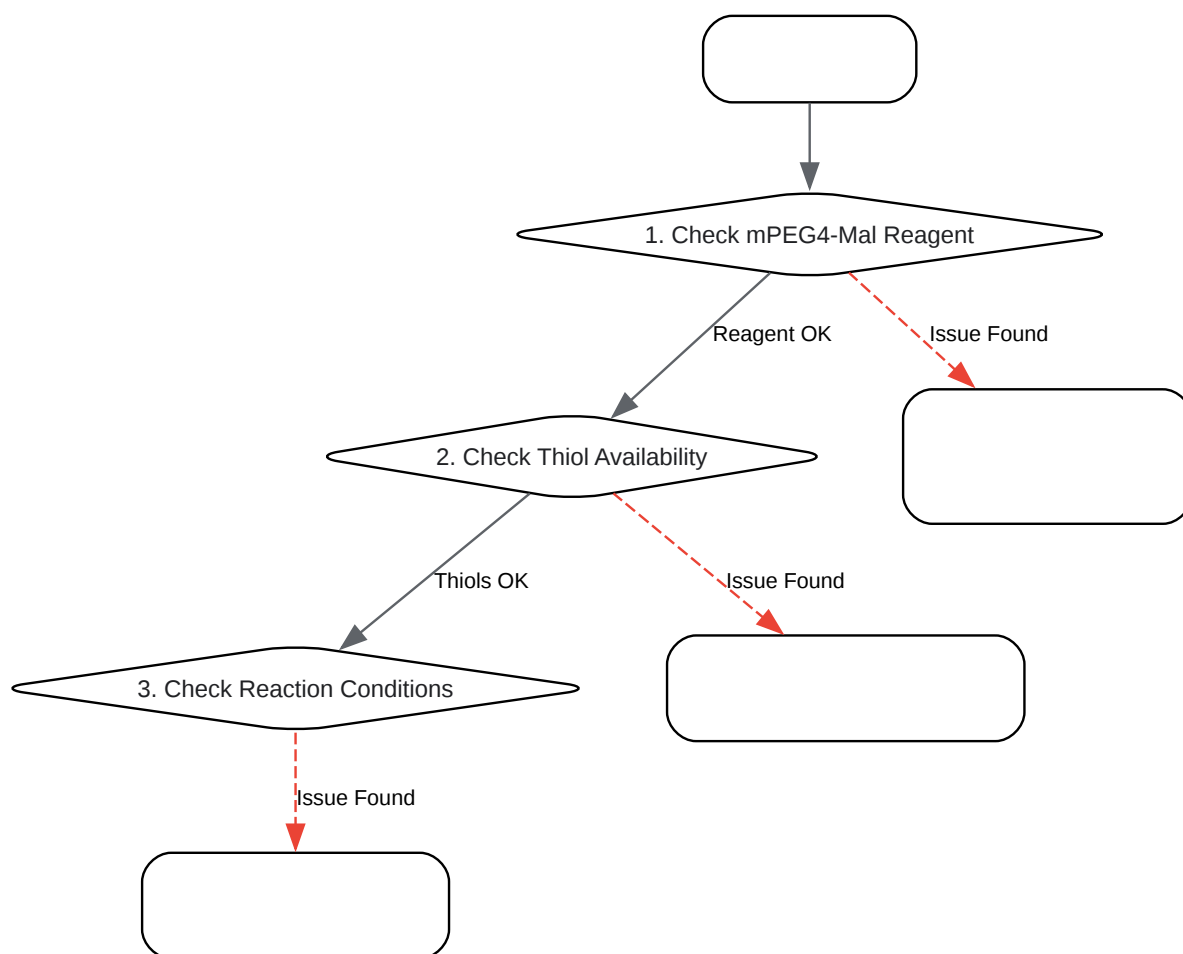 1. Check mPEG4-Mal Reagent
Reagent OK
Issue Found
2. Check Thiol Availability
Thiols OK
Issue Found
3. Check Reaction Conditions
Issue Found